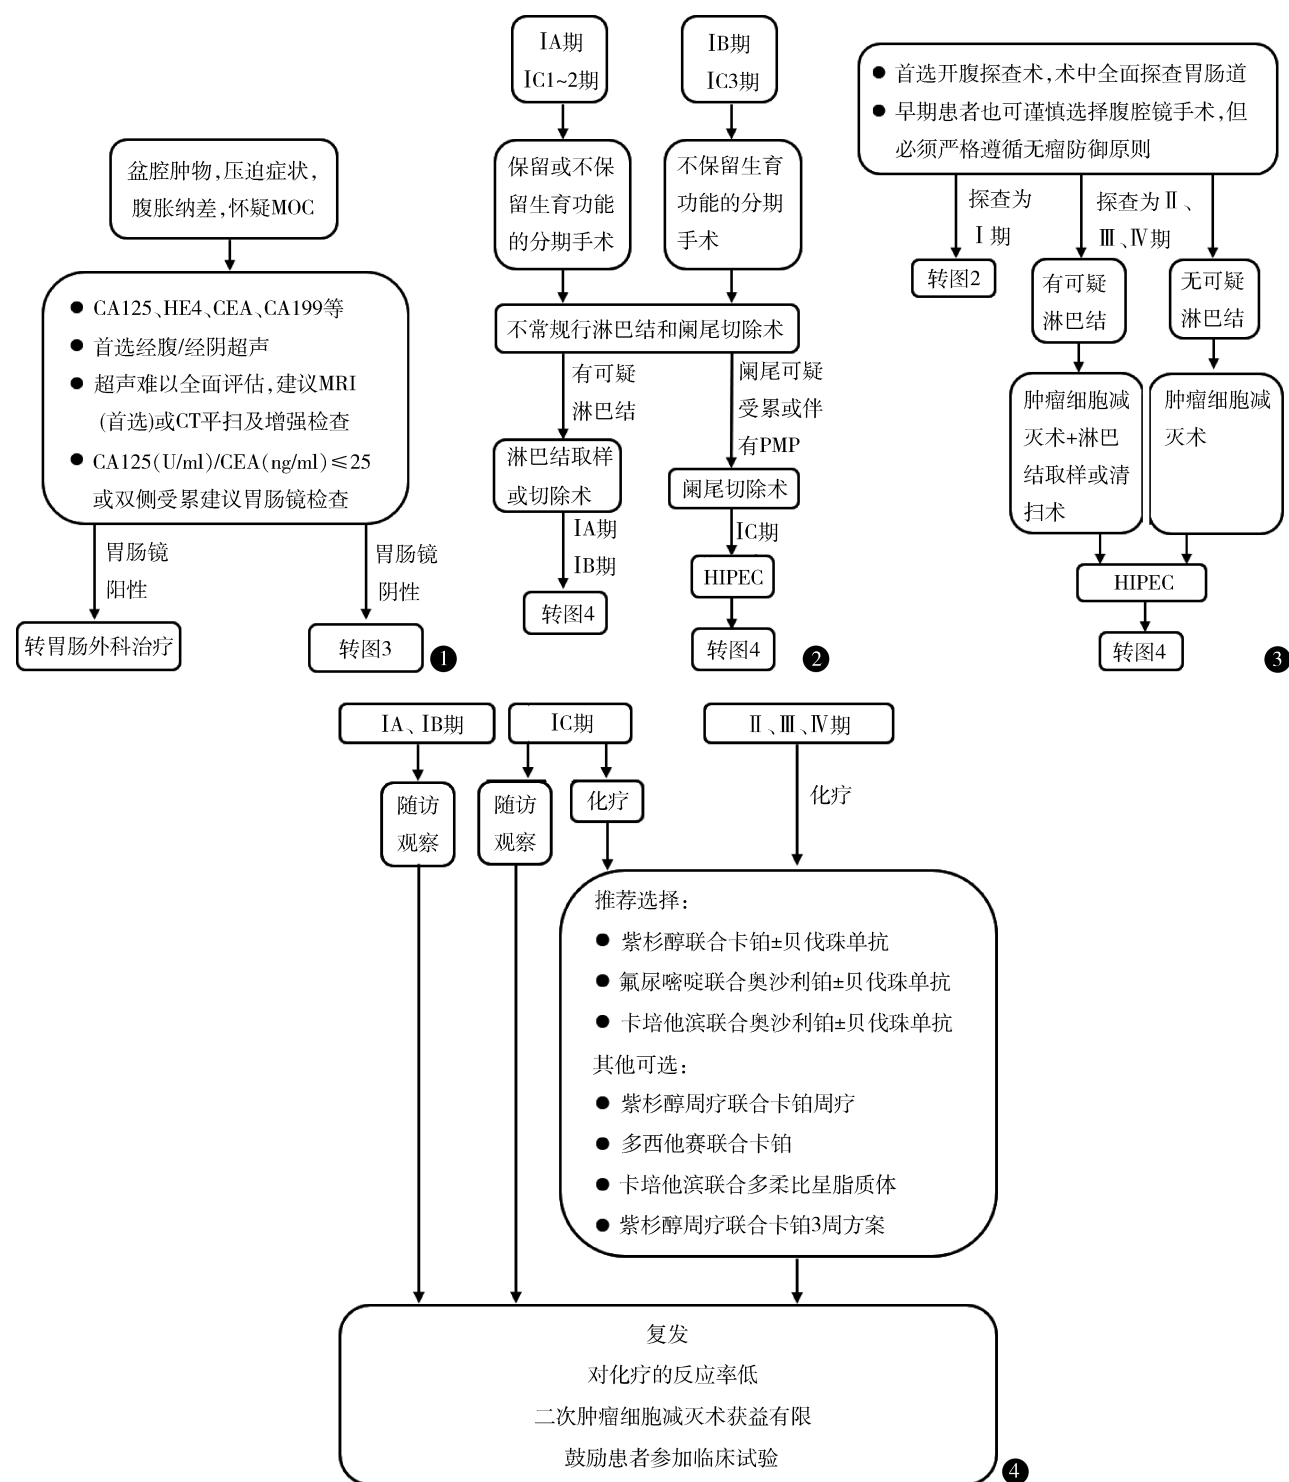 盆腔肿物,压迫症状,
腹胀纳差,怀疑MOC
● CA125、HE4、CEA、CA199等
● 首选经腹/经阴超声
● 超声难以全面评估,建议MRI
(首选)或CT平扫及增强检查
● CA125(U/ml)/CEA(ng/ml)≤25
或双侧受累建议胃肠镜检查
胃肠镜
阳性
胃肠镜
阴性
转胃肠外科治疗
转图3
1
ⅠA期
ⅠC1~2期
ⅠB期
ⅠC3期
保留或不保
留生育功能
的分期手术
不保留生育
功能的分期
手术
不常规行淋巴结和阑尾切除术
有可疑
淋巴结
阑尾可疑
受累或伴
有PMP
淋巴结取样
或切除术
阑尾切除术
ⅠA期
ⅠB期
ⅠC期
HIPEC
转图4
转图4
2
● 首选开腹探查术,术中全面探查胃肠道
● 早期患者也可谨慎选择腹腔镜手术,但
必须严格遵循无瘤防御原则
探查为
Ⅰ期
探查为Ⅱ、
Ⅲ、Ⅳ期
转图2
有可疑
淋巴结
无可疑
淋巴结
肿瘤细胞减
灭术+淋巴
结取样或清
扫术
肿瘤细胞减
灭术
HIPEC
转图4
3
ⅠA、ⅠB期
ⅠC期
Ⅱ、Ⅲ、Ⅳ期
随访
观察
随访
观察
化疗
化疗
推荐选择:
● 紫杉醇联合卡铂±贝伐珠单抗
● 氟尿嘧啶联合奥沙利铂±贝伐珠单抗
● 卡培他滨联合奥沙利铂±贝伐珠单抗
其他可选:
● 紫杉醇周疗联合卡铂周疗
● 多西他赛联合卡铂
● 卡培他滨联合多柔比星脂质体
● 紫杉醇周疗联合卡铂3周方案
复发
对化疗的反应率低
二次肿瘤细胞减灭术获益有限
鼓励患者参加临床试验
4